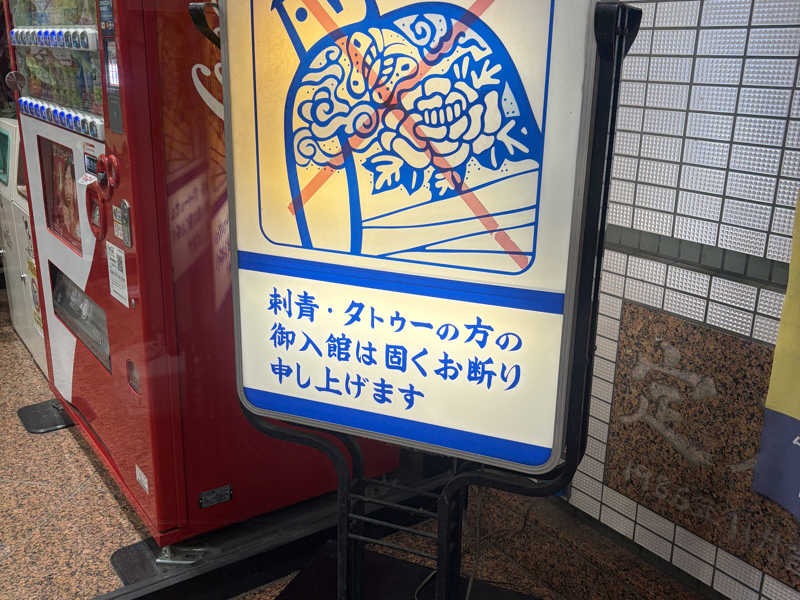 刺青・タトゥーの方の
御入館は固くお断り
申し上げます
定